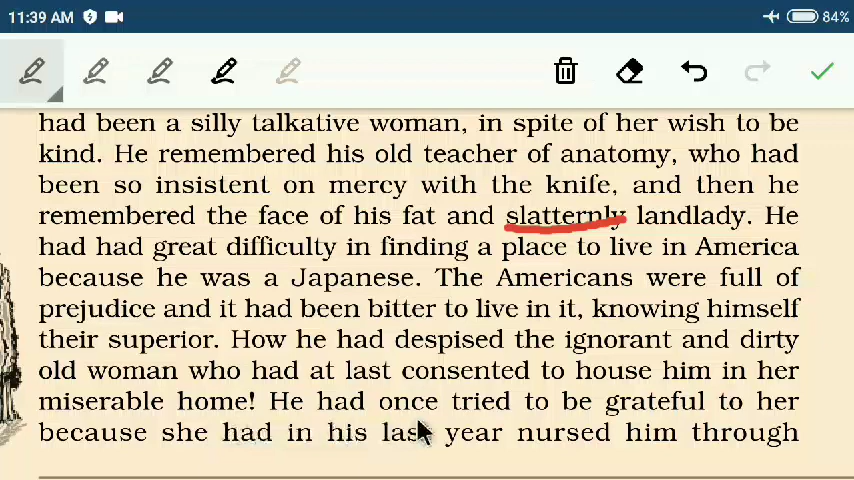 11:39 AM
84%
had been a silly talkative woman, in spite of her wish to be
kind. He remembered his old teacher of anatomy, who had
been so insistent on mercy with the knife, and then he
remembered the face of his fat and slatternly landlady. He
had had great difficulty in finding a place to live in America
because he was a Japanese. The Americans were full of
prejudice and it had been bitter to live in it, knowing himself
their superior. How he had despised the ignorant and dirty
old woman who had at last consented to house him in her
miserable home! He had once tried to be grateful to her
because she had in his last year nursed him through